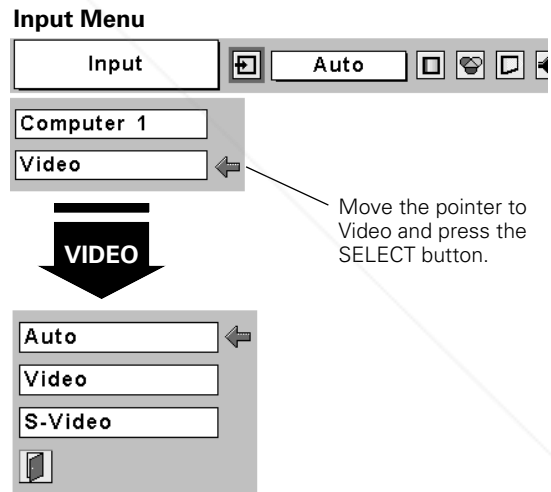 Input Menu
Input Auto
Computer 1
Video
Move the pointer to
Video and press the
SELECT button.
VIDEO
Auto
Video
S-Video